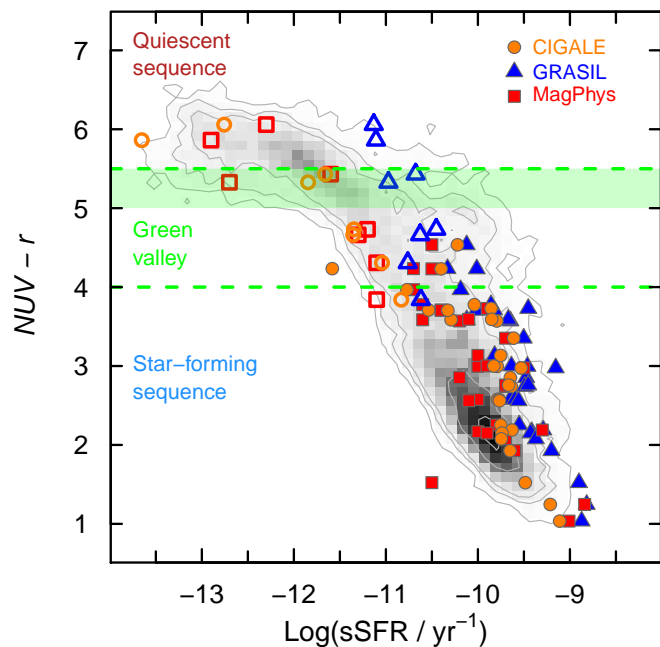 Quiescent
sequence
CIGALE
GRASIL
MagPhys
Green
valley
Star−forming
sequence
7
6
5
4
3
2
1
NUV − r
−13 −12 −11 −10 −9
Log(sSFR / yr⁻¹)